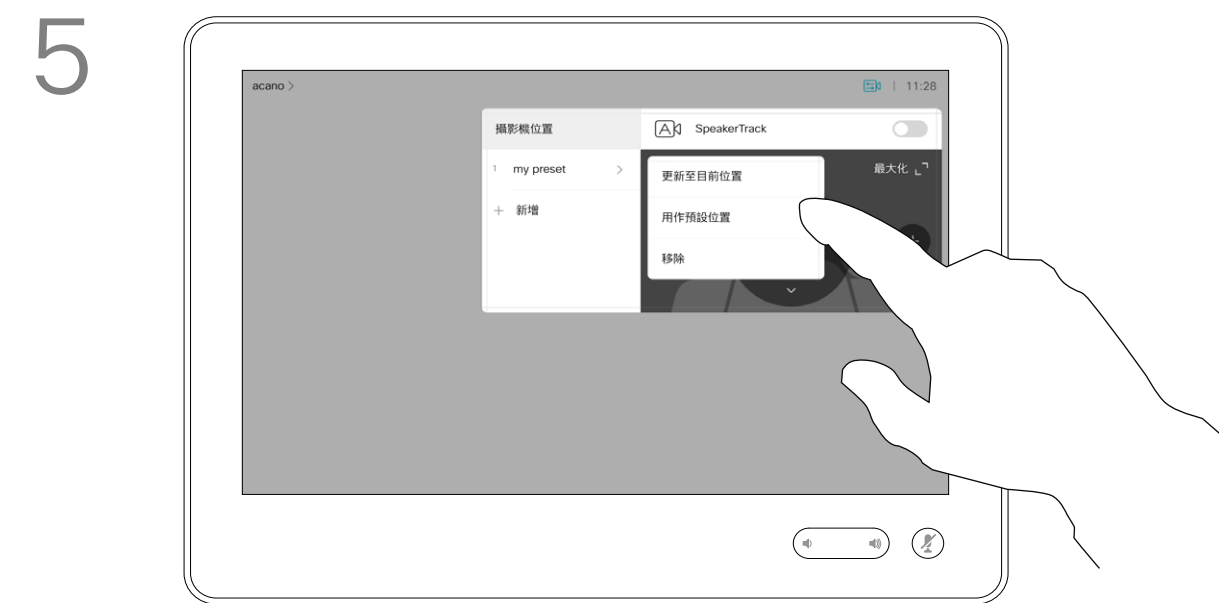 5
acano > | 11:28
攝影機位置
SpeakerTrack
1 my preset >
更新至目前位置
最大化
+ 新增
用作預設位置
移除